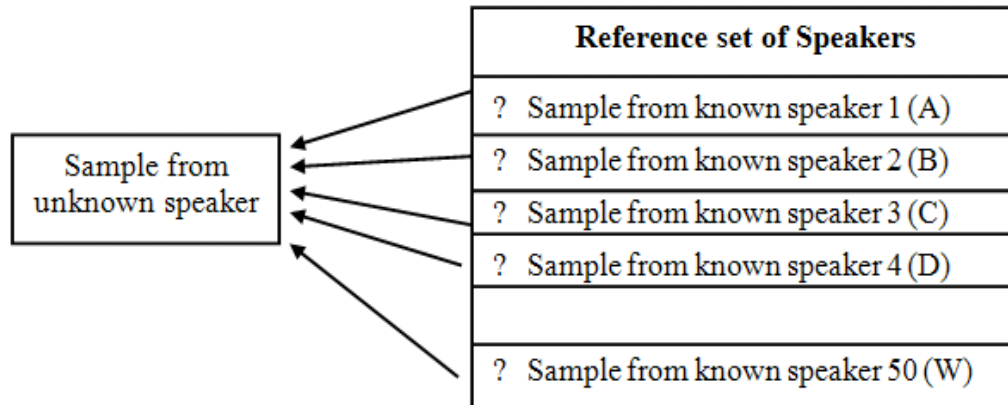 Reference set of Speakers
? Sample from known speaker 1 (A)
? Sample from known speaker 2 (B)
? Sample from known speaker 3 (C)
? Sample from known speaker 4 (D)
? Sample from known speaker 50 (W)
Sample from
unknown speaker